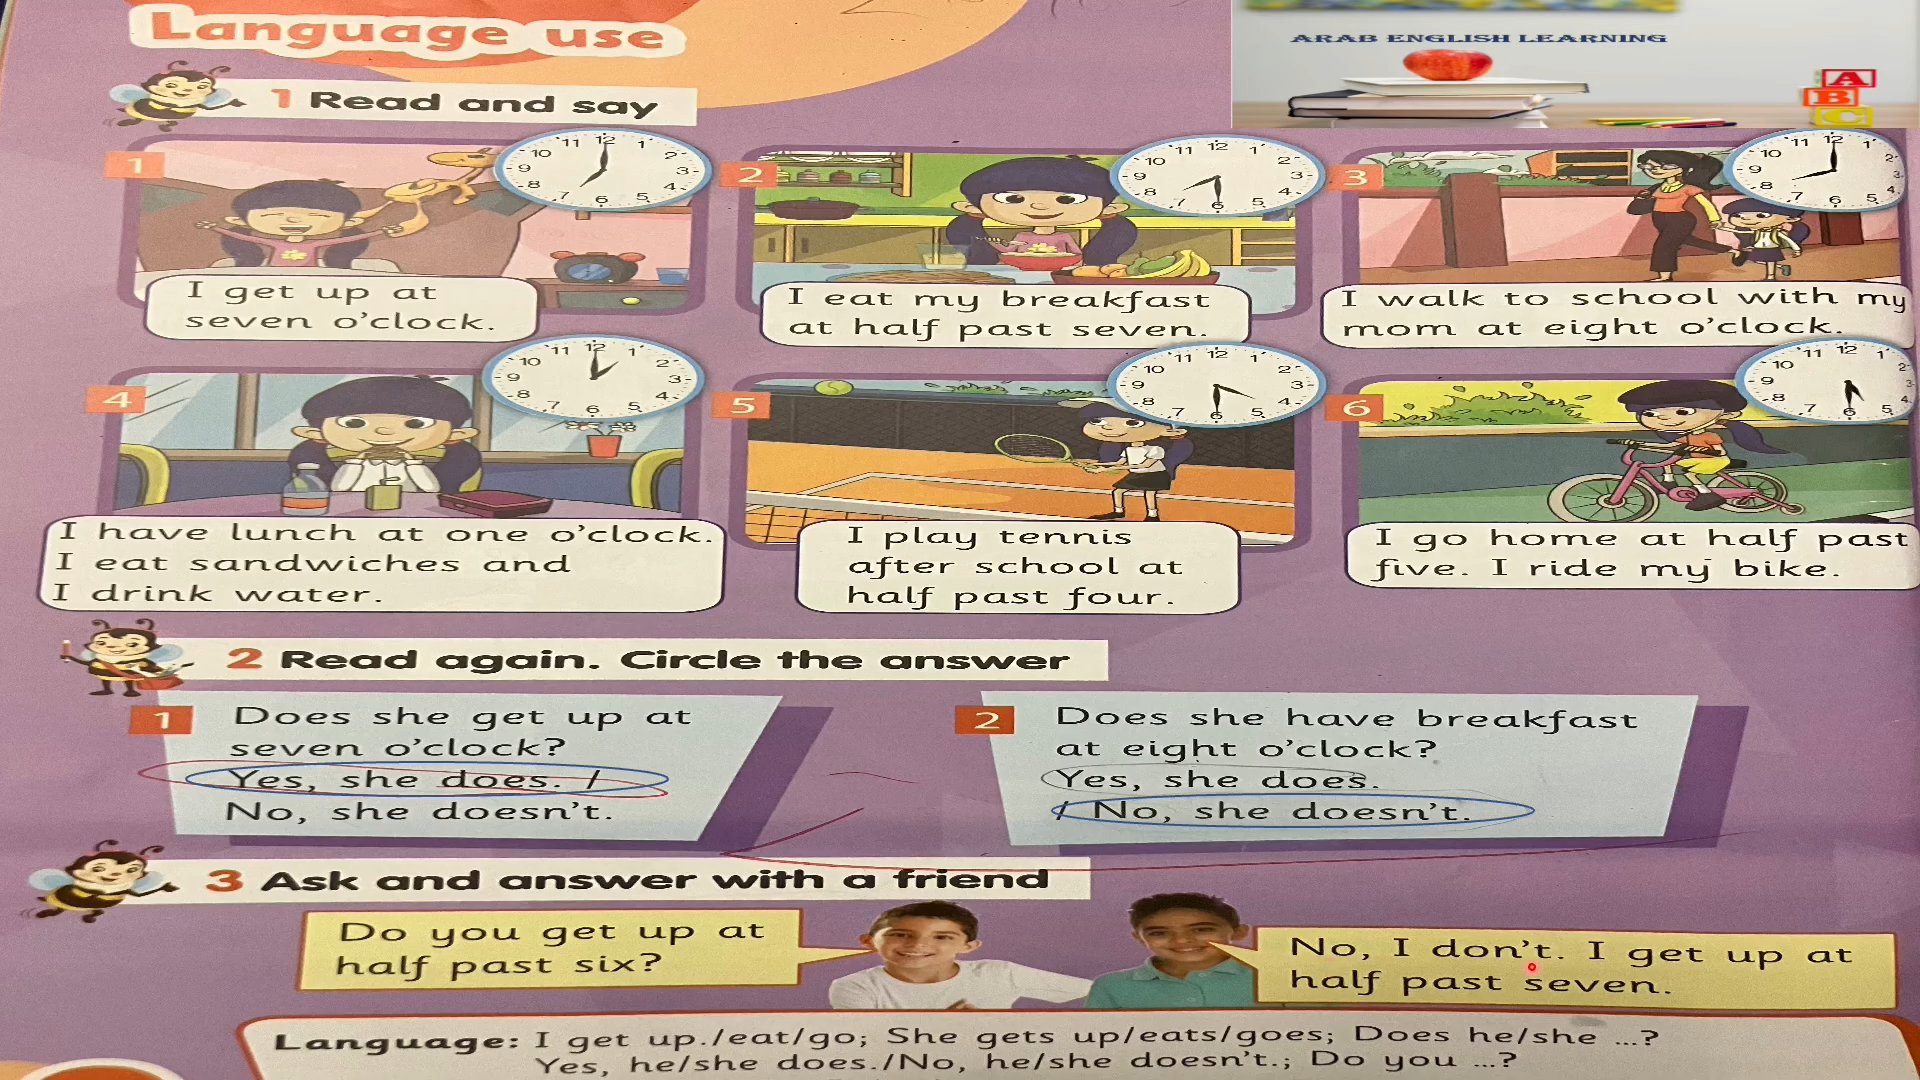 Language use
ARAB ENGLISH LEARNING
A
B
C
1 Read and say
1
I get up at
seven o'clock.
2
I eat my breakfast
at half past seven.
3
I walk to school with my
mom at eight o'clock.
4
I have lunch at one o'clock.
I eat sandwiches and
I drink water.
5
I play tennis
after school at
half past four.
6
I go home at half past
five. I ride my bike.
2 Read again. Circle the answer
1
Does she get up at
seven o'clock?
Yes, she does. /
No, she doesn't.
2
Does she have breakfast
at eight o'clock?
Yes, she does.
/ No, she doesn't.
3 Ask and answer with a friend
Do you get up at
half past six?
No, I don't. I get up at
half past seven.
Language: I get up./eat/go; She gets up/eats/goes; Does he/she ...?
Yes, he/she does./No, he/she doesn't.; Do you ...?